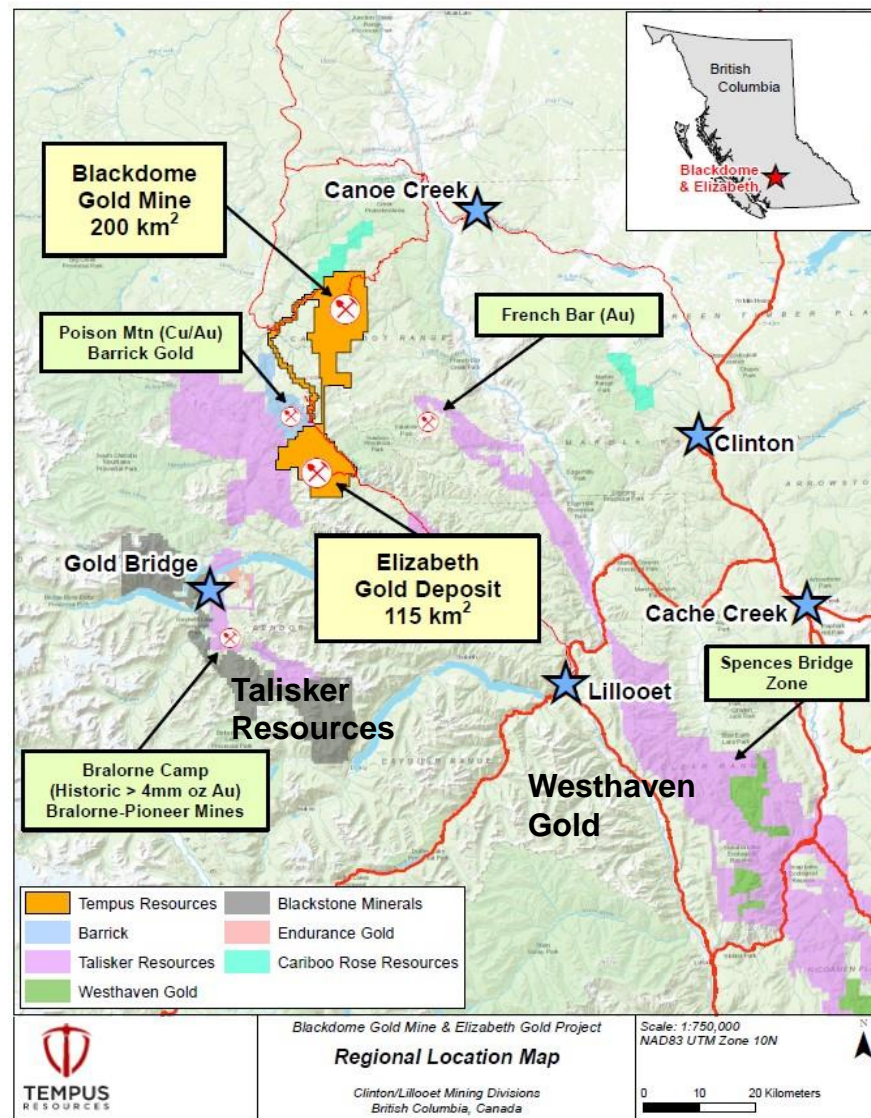 British
Columbia
Blackdome
& Elizabeth
Blackdome
Gold Mine
200 km²
Canoe Creek
Poison Mtn (Cu/Au)
Barrick Gold
French Bar (Au)
Clinton
Gold Bridge
Elizabeth
Gold Deposit
115 km²
Cache Creek
Spences Bridge
Zone
Talisker
Resources
Lillooet
Bralorne Camp
(Historic > 4mm oz Au)
Bralorne-Pioneer Mines
Westhaven
Gold
Tempus Resources
Barrick
Talisker Resources
Westhaven Gold
Blackstone Minerals
Endurance Gold
Cariboo Rose Resources
TEMPUS
RESOURCES
Blackdome Gold Mine & Elizabeth Gold Project
Regional Location Map
Clinton/Lillooet Mining Divisions
British Columbia, Canada
Scale: 1:750,000
NAD83 UTM Zone 10N
N
0 10 20 Kilometers